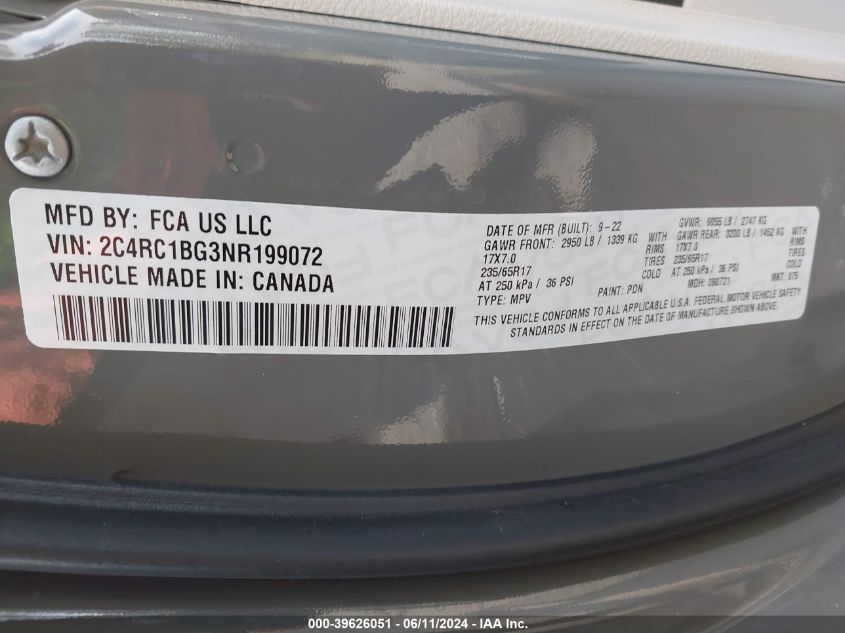 MFD BY: FCA US LLC
VIN: 2C4RC1BG3NR199072
VEHICLE MADE IN: CANADA
DATE OF MFR (BUILT): 9-22 GVWR: 6055 LB / 2747 KG
GAWR FRONT: 2950 LB / 1339 KG WITH GAWR REAR: 3200 LB / 1452 KG WITH
17X7.0 RIMS 17X7.0 RIMS
235/65R17 TIRES 235/65R17 TIRES
AT 250 kPa / 36 PSI COLD AT 250 kPa / 36 PSI COLD
TYPE: MPV PAINT: PDN MDH: 090721 MKT: 675
THIS VEHICLE CONFORMS TO ALL APPLICABLE U.S.A. FEDERAL MOTOR VEHICLE SAFETY
STANDARDS IN EFFECT ON THE DATE OF MANUFACTURE SHOWN ABOVE.
000-39626051 - 06/11/2024 - IAA Inc.